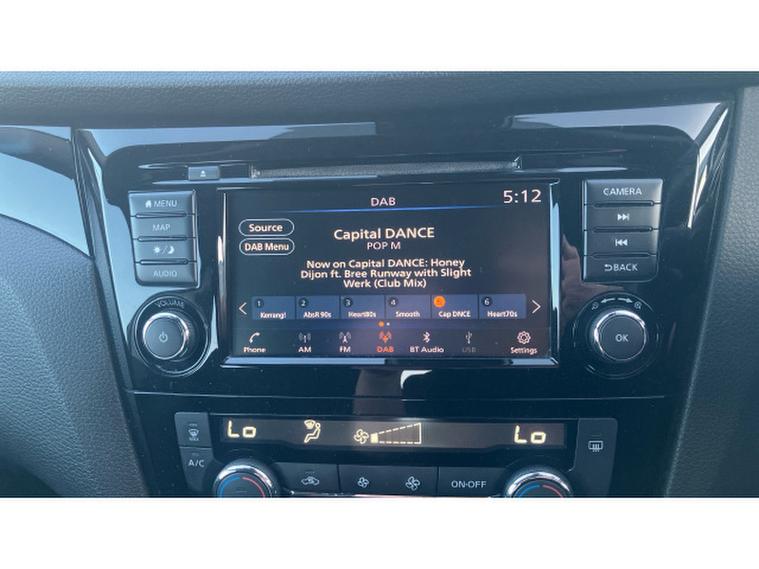 DAB
5:12
MENU
MAP
AUDIO
VOLUME
Source
DAB Menu
Capital DANCE
POP M
Now on Capital DANCE: Honey
Dijon ft. Bree Runway with Slight
Werk (Club Mix)
1 2 3 4 5 6
Kerrang! AbsR 90s Heart80s Smooth Cap DNCE Heart70s
Phone AM FM DAB BT Audio USB Settings
CAMERA
BACK
OK
Lo Lo
MAX
A/C
ON-OFF